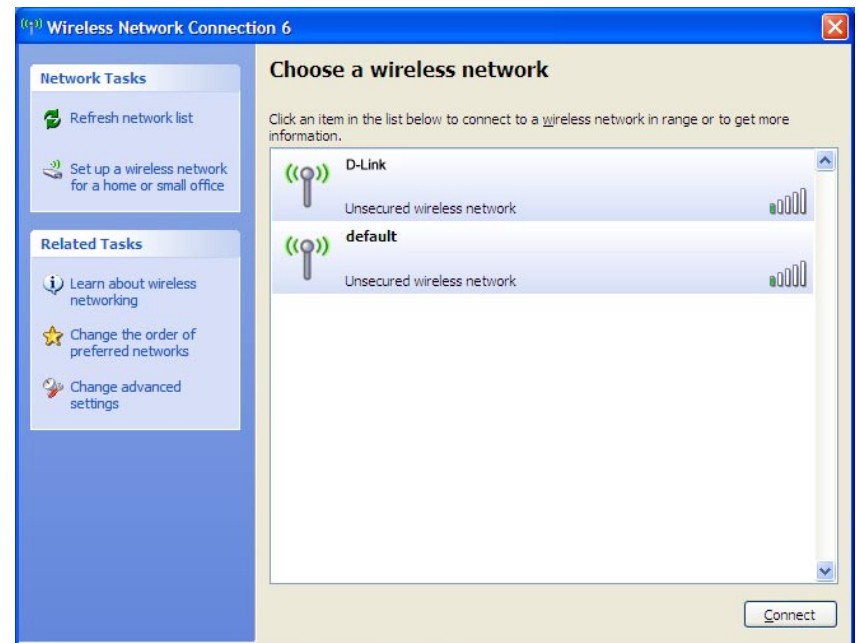 Wireless Network Connection 6
Network Tasks
Refresh network list
Set up a wireless network
for a home or small office
Related Tasks
Learn about wireless
networking
Change the order of
preferred networks
Change advanced
settings
Choose a wireless network
Click an item in the list below to connect to a wireless network in range or to get more
information.
D-Link
Unsecured wireless network
default
Unsecured wireless network
Connect